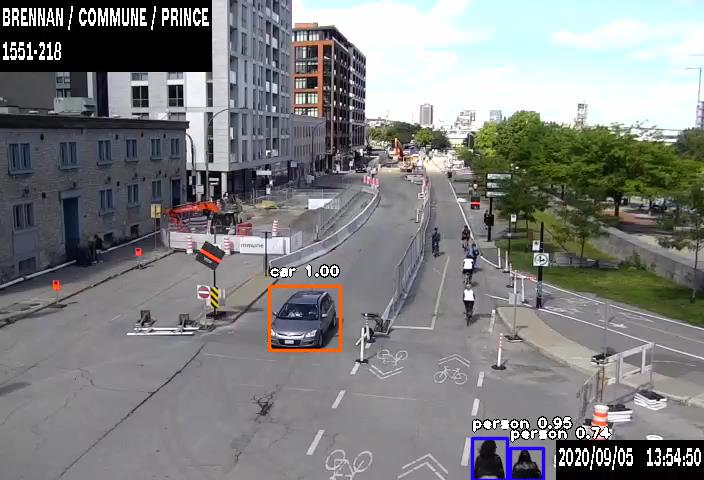 BRENNAN / COMMUNE / PRINCE
1551-218
car 1.00
mmune
person 0.95
person 0.74
2020/09/05 13:54:50